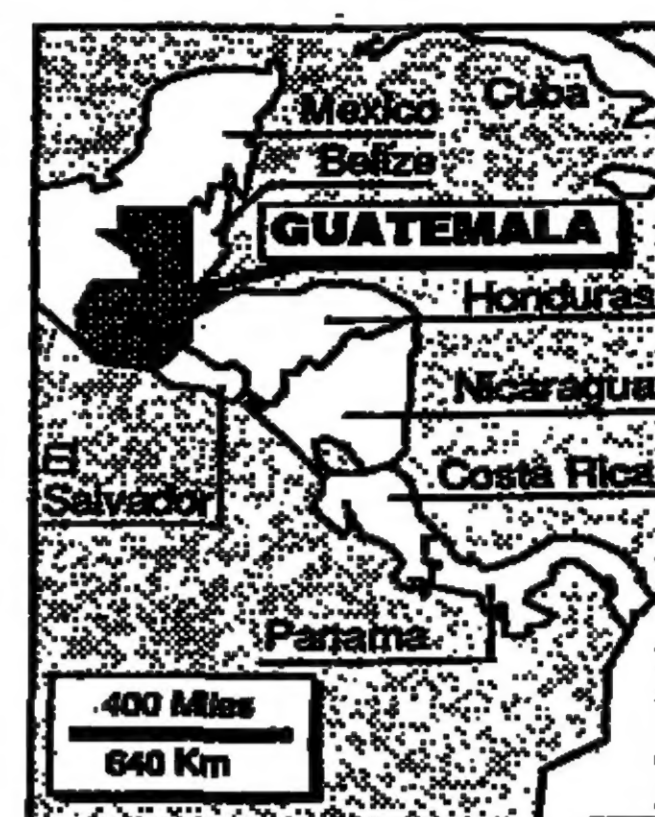 Cuba
Mexico
Belize
GUATEMALA
Honduras
Nicaragua
El
Salvador
Costa Rica
Panama
400 Miles
640 Km